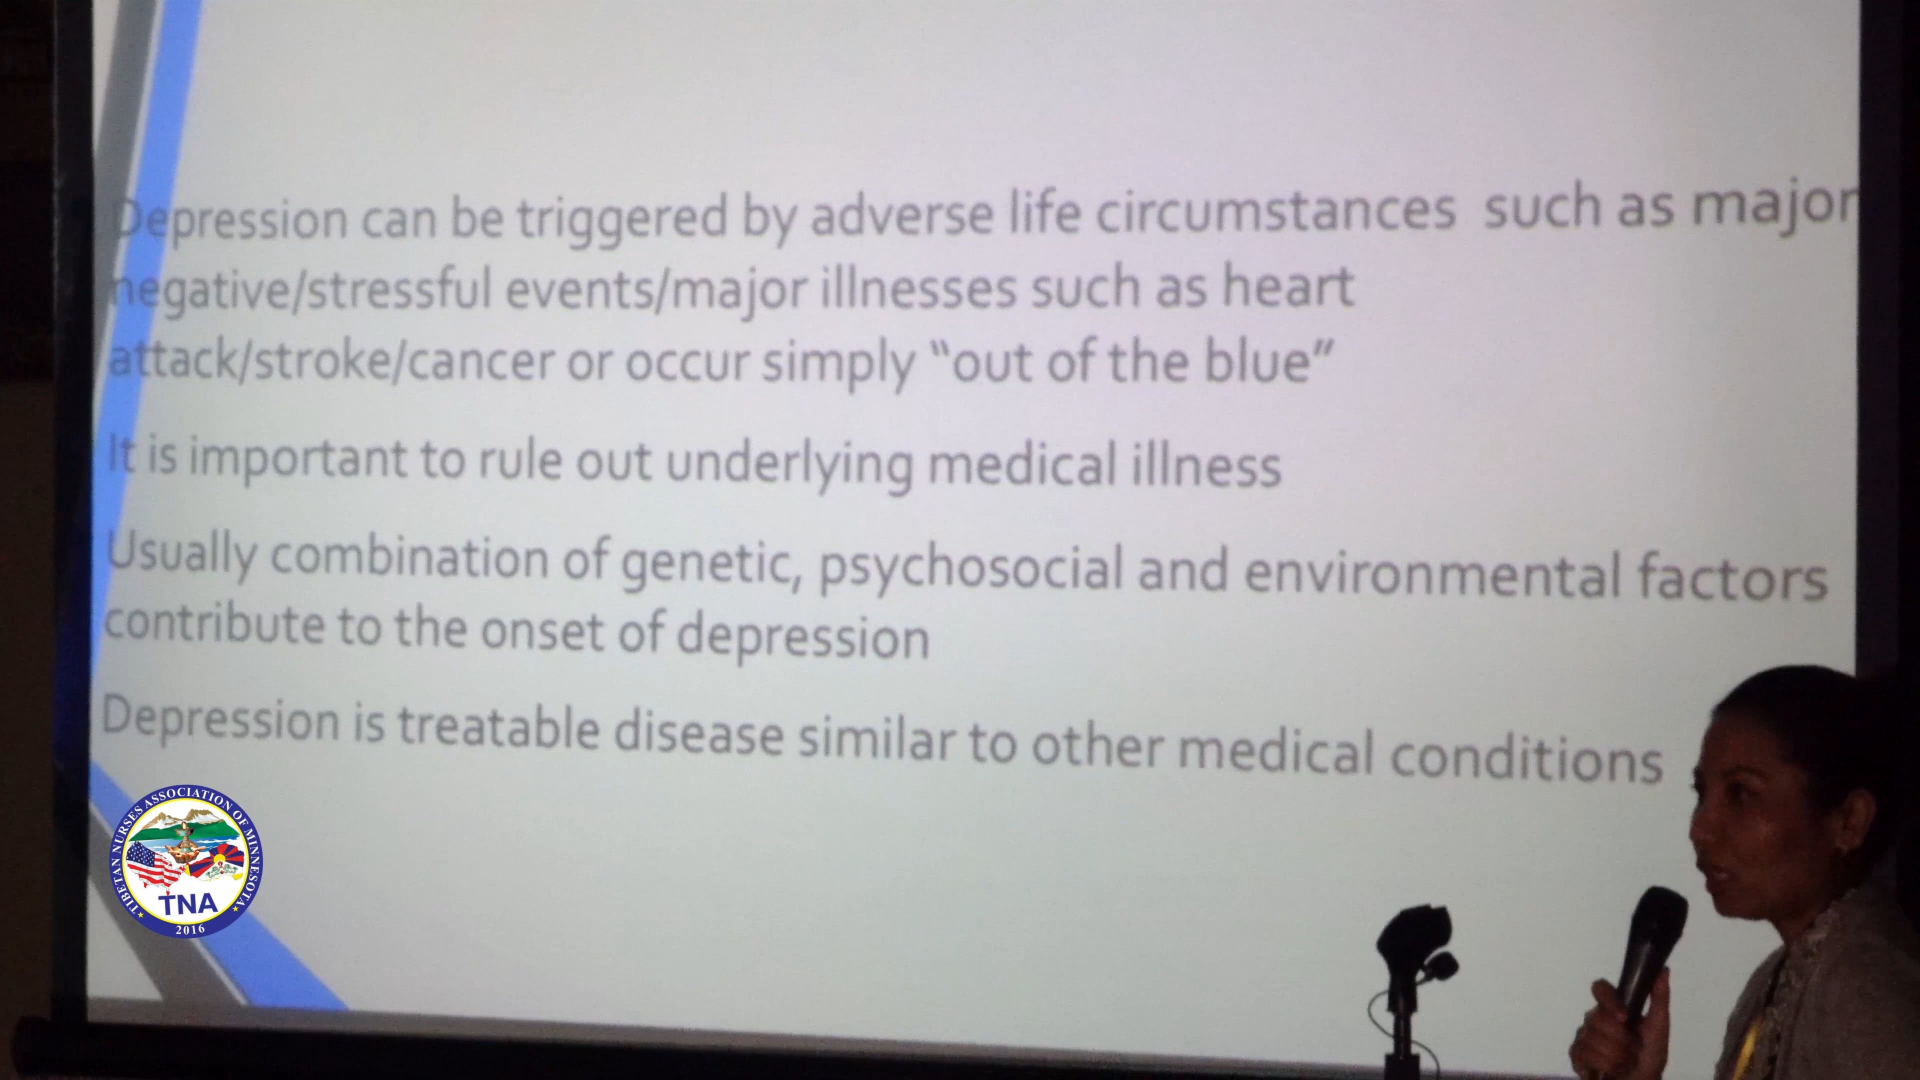 Depression can be triggered by adverse life circumstances such as major
negative/stressful events/major illnesses such as heart
attack/stroke/cancer or occur simply “out of the blue”
It is important to rule out underlying medical illness
Usually combination of genetic, psychosocial and environmental factors
contribute to the onset of depression
Depression is treatable disease similar to other medical conditions
TIBETAN NURSES ASSOCIATION OF MINNESOTA
TNA
2016